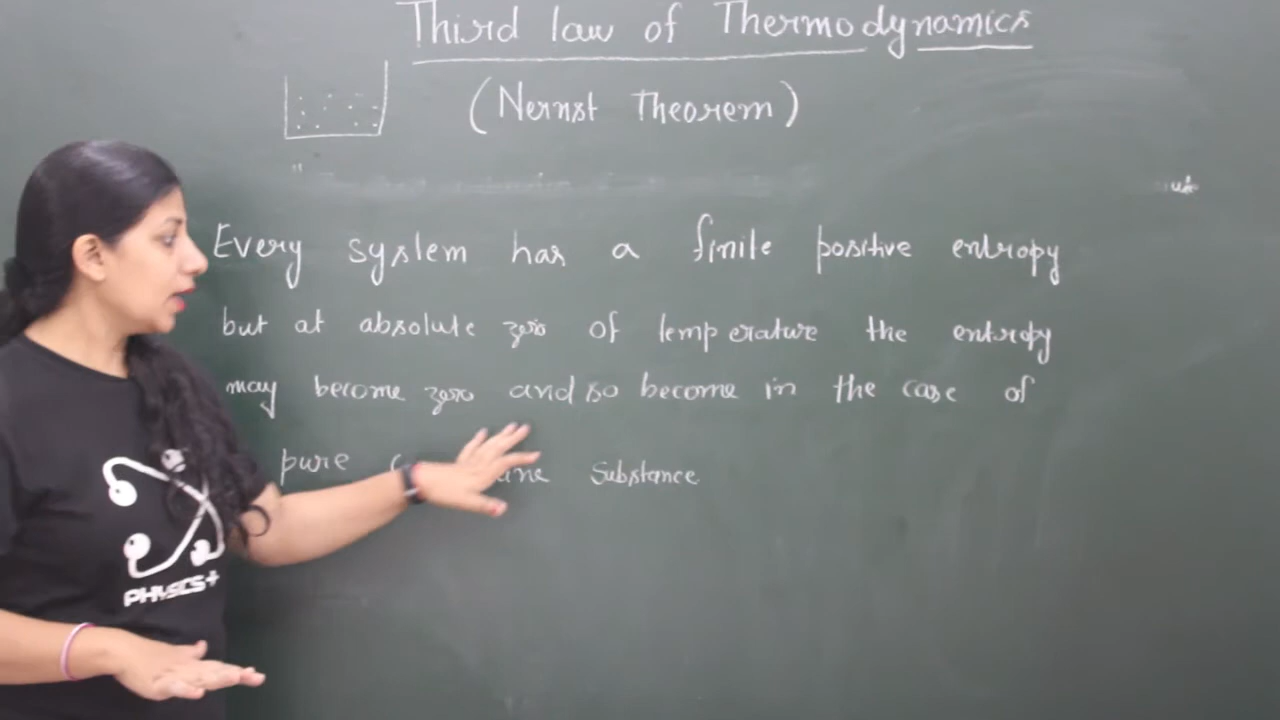 Third law of Thermodynamics
(Nernst Theorem)
Every system has a finite positive entropy
but at absolute zero of temperature the entropy
may become zero and so become in the case of
pure substance
PHYSICS+